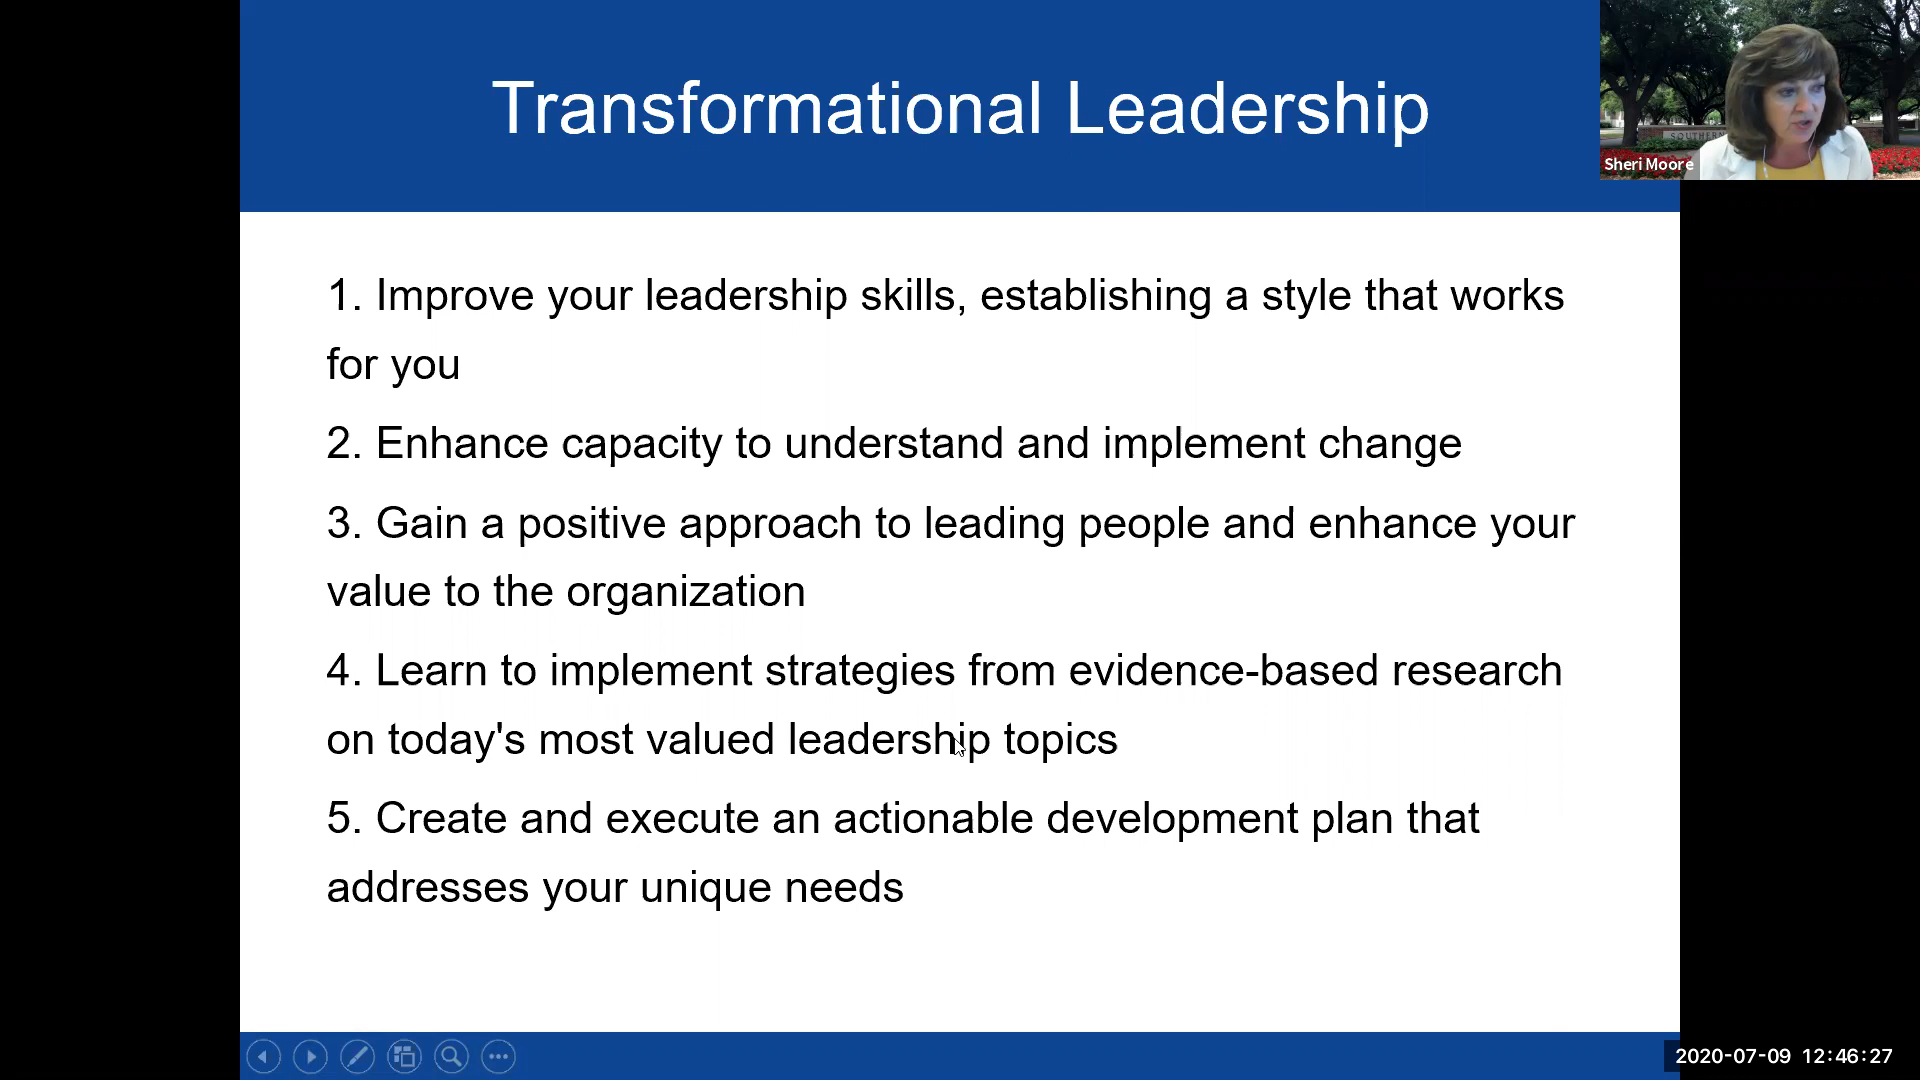 Transformational Leadership
SOUTHERN
Sheri Moore
1. Improve your leadership skills, establishing a style that works
for you
2. Enhance capacity to understand and implement change
3. Gain a positive approach to leading people and enhance your
value to the organization
4. Learn to implement strategies from evidence-based research
on today's most valued leadership topics
5. Create and execute an actionable development plan that
addresses your unique needs
2020-07-09 12:46:27